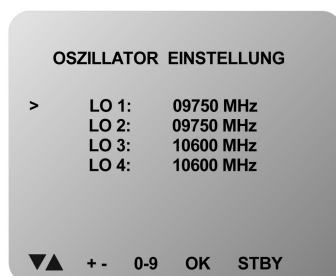 OSZILLATOR EINSTELLUNG
> LO 1: 09750 MHz
LO 2: 09750 MHz
LO 3: 10600 MHz
LO 4: 10600 MHz
▼▲ + - 0-9 OK STBY